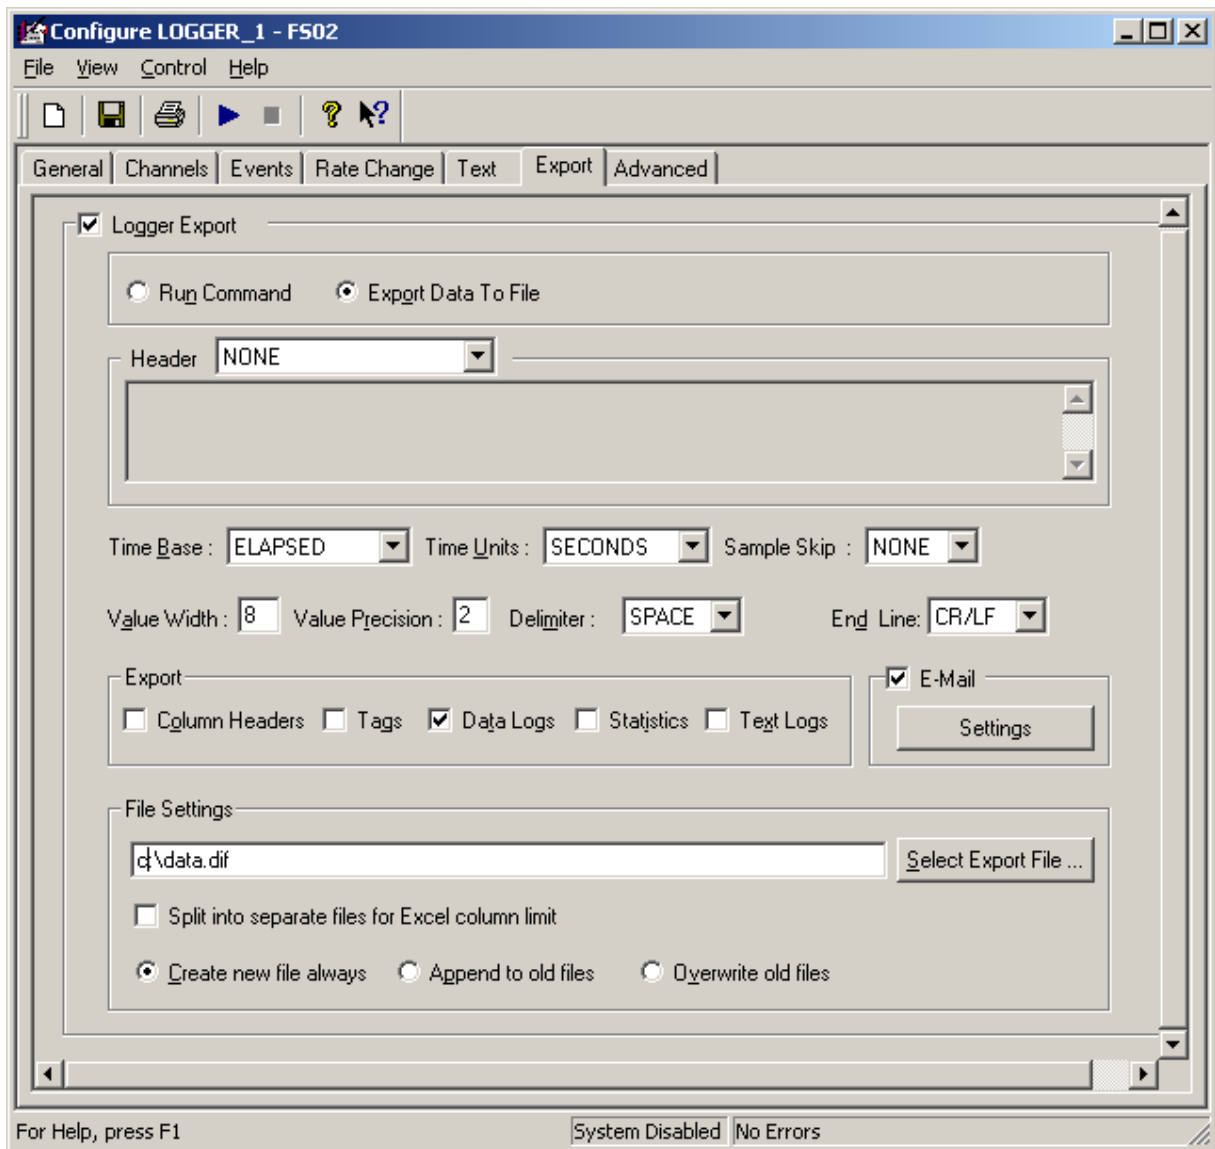 Configure LOGGER_1 - FS02
File View Control Help
General Channels Events Rate Change Text Export Advanced
Logger Export
Run Command Export Data To File
Header NONE
Time Base : ELAPSED Time Units : SECONDS Sample Skip : NONE
Value Width : 8 Value Precision : 2 Delimiter : SPACE End Line: CR/LF
Export E-Mail
Column Headers Tags Data Logs Statistics Text Logs Settings
File Settings
c:\data.dif Select Export File ...
Split into separate files for Excel column limit
Create new file always Append to old files Overwrite old files
For Help, press F1 System Disabled No Errors